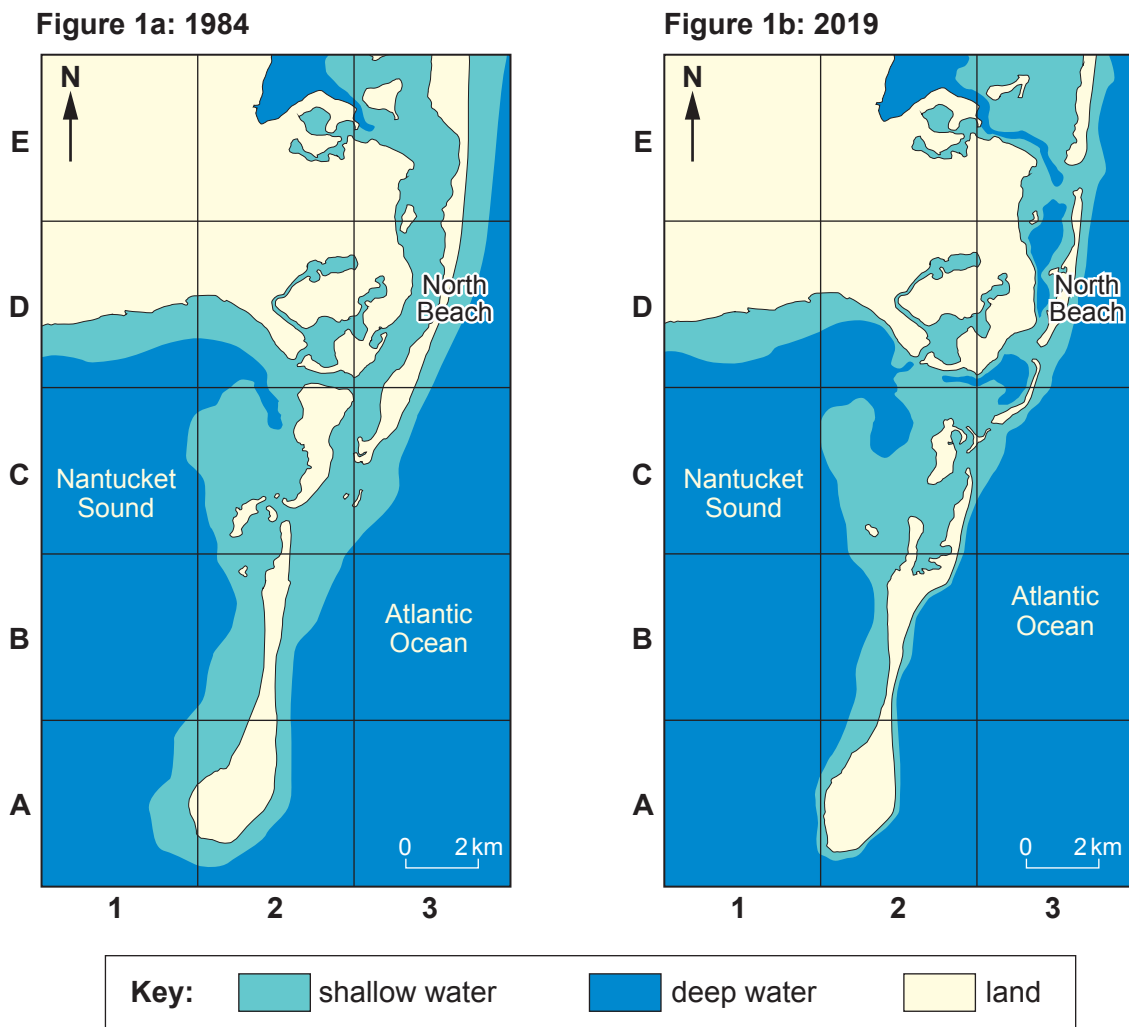 Figure 1a: 1984
N
E
D
C
B
A
North
Beach
Nantucket
Sound
Atlantic
Ocean
0 2 km
1 2 3
Figure 1b: 2019
N
E
D
C
B
A
North
Beach
Nantucket
Sound
Atlantic
Ocean
0 2 km
1 2 3
Key: shallow water deep water land